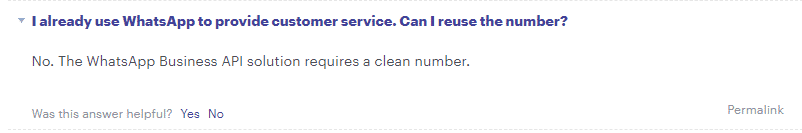 I already use WhatsApp to provide customer service. Can I reuse the number?
No. The WhatsApp Business API solution requires a clean number.
Was this answer helpful? Yes No
Permalink